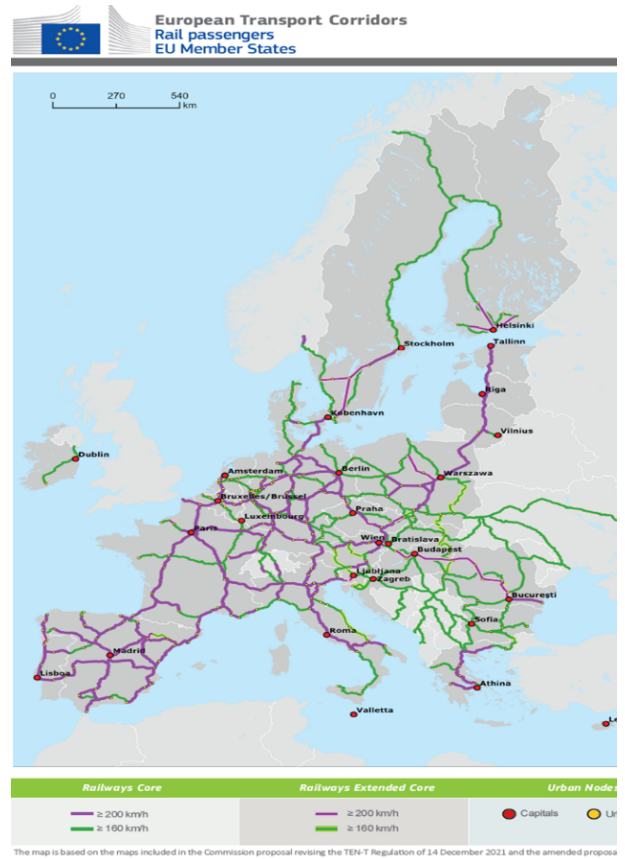 European Transport Corridors
Rail passengers
EU Member States
0 270 540
km
Helsinki
Stockholm
Tallinn
Riga
København
Vilnius
Dublin
Amsterdam
Berlin
Warszawa
Bruxelles/Brussel
Luxembourg
Praha
Paris
Wien
Bratislava
Budapest
Ljubljana
Zagreb
Bucureşti
Sofia
Roma
Madrid
Lisboa
Athina
Valletta
Le
Railways Core Railways Extended Core Urban Nodes
≥ 200 km/h ≥ 200 km/h Capitals Ur
≥ 160 km/h ≥ 160 km/h
The map is based on the maps included in the Commission proposal revising the TEN-T Regulation of 14 December 2021 and the amended proposa